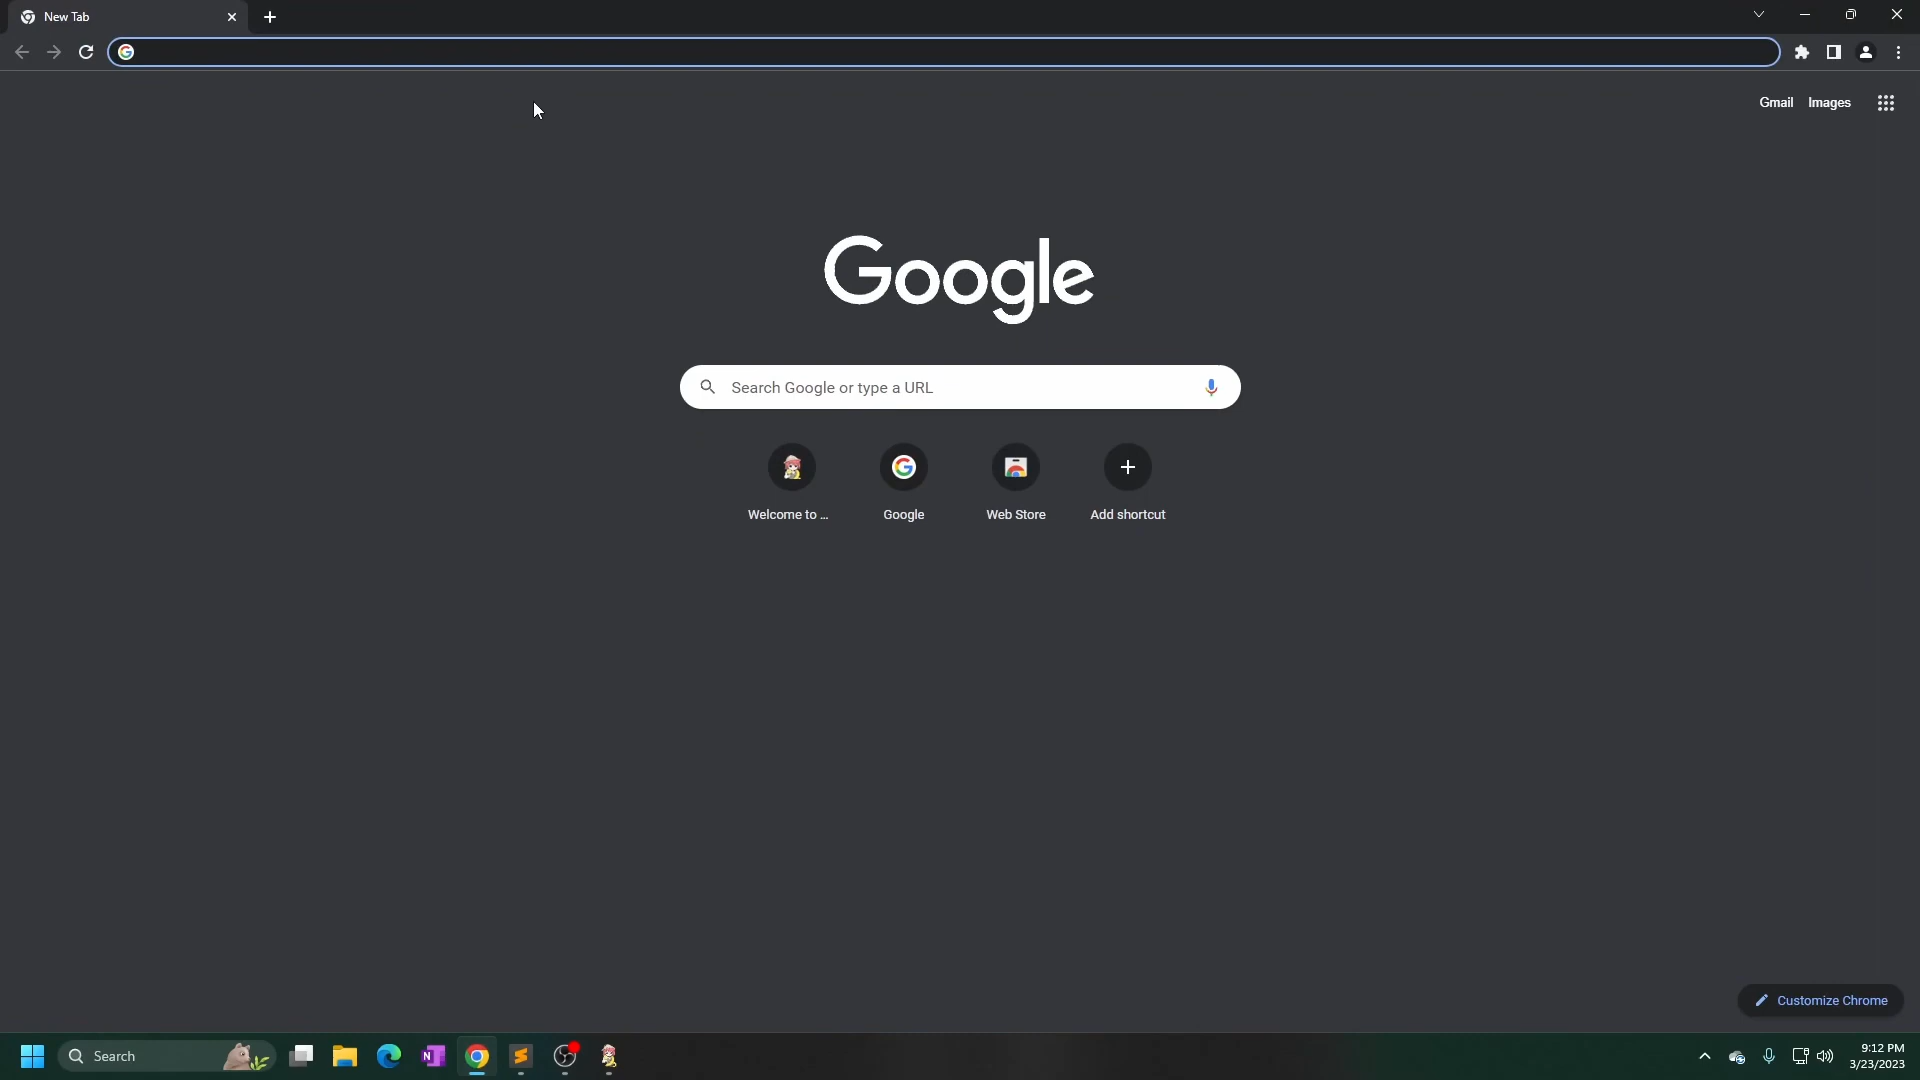 New Tab
Gmail Images
Google
Search Google or type a URL
Welcome to ...
Google
Web Store
Add shortcut
Customize Chrome
Search
N
9:12 PM
3/23/2023